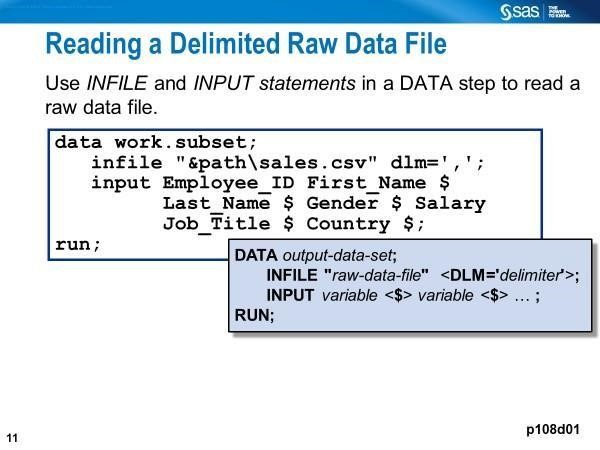 sas
THE
POWER
TO KNOW.
Reading a Delimited Raw Data File
Use INFILE and INPUT statements in a DATA step to read a
raw data file.
data work.subset;
infile "&path\sales.csv" dlm=',';
input Employee_ID First_Name $
Last_Name $ Gender $ Salary
Job_Title $ Country $;
run;
DATA output-data-set;
INFILE "raw-data-file" <DLM='delimiter'>;
INPUT variable <$> variable <$> … ;
RUN;
11
p108d01